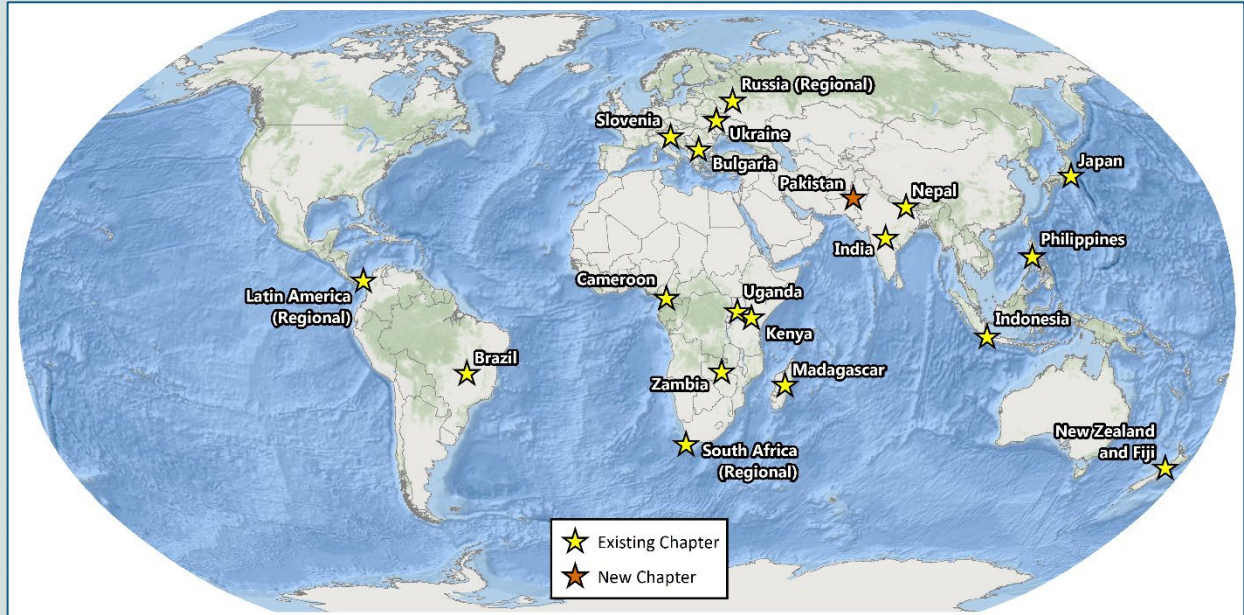 Russia (Regional)
Slovenia
Ukraine
Bulgaria
Japan
Pakistan
Nepal
India
Philippines
Cameroon
Uganda
Latin America
(Regional)
Kenya
Indonesia
Brazil
Zambia
Madagascar
New Zealand
and Fiji
South Africa
(Regional)
Existing Chapter
New Chapter